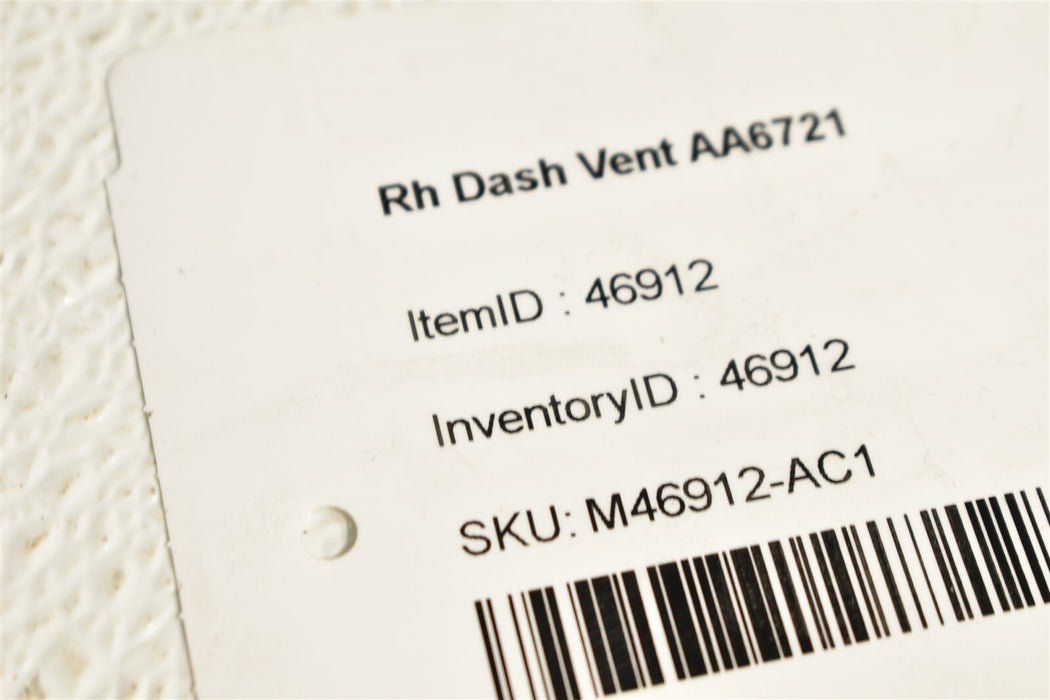 Rh Dash Vent AA6721
ItemID : 46912
InventoryID : 46912
SKU: M46912-AC1